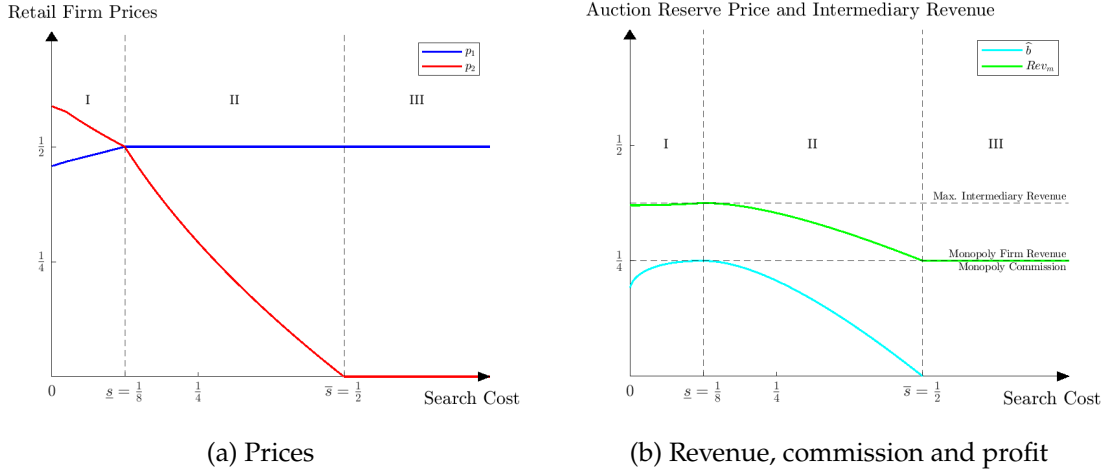 Retail Firm Prices
p₁
p₂
I
II
III
1/2
1/4
0
s̲ = 1/8
1/4
s̅ = 1/2
Search Cost
(a) Prices
Auction Reserve Price and Intermediary Revenue
b̂
Revₘ
I
II
III
1/2
Max. Intermediary Revenue
Monopoly Firm Revenue
1/4
Monopoly Commission
0
s̲ = 1/8
1/4
s̅ = 1/2
Search Cost
(b) Revenue, commission and profit